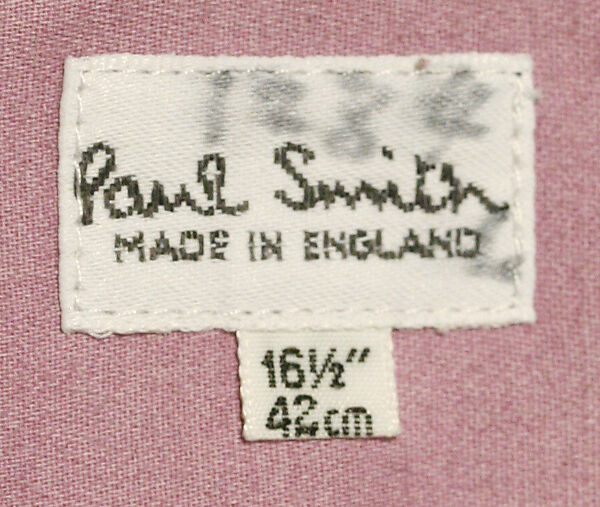 Paul Smith
MADE IN ENGLAND
16½"
42cm